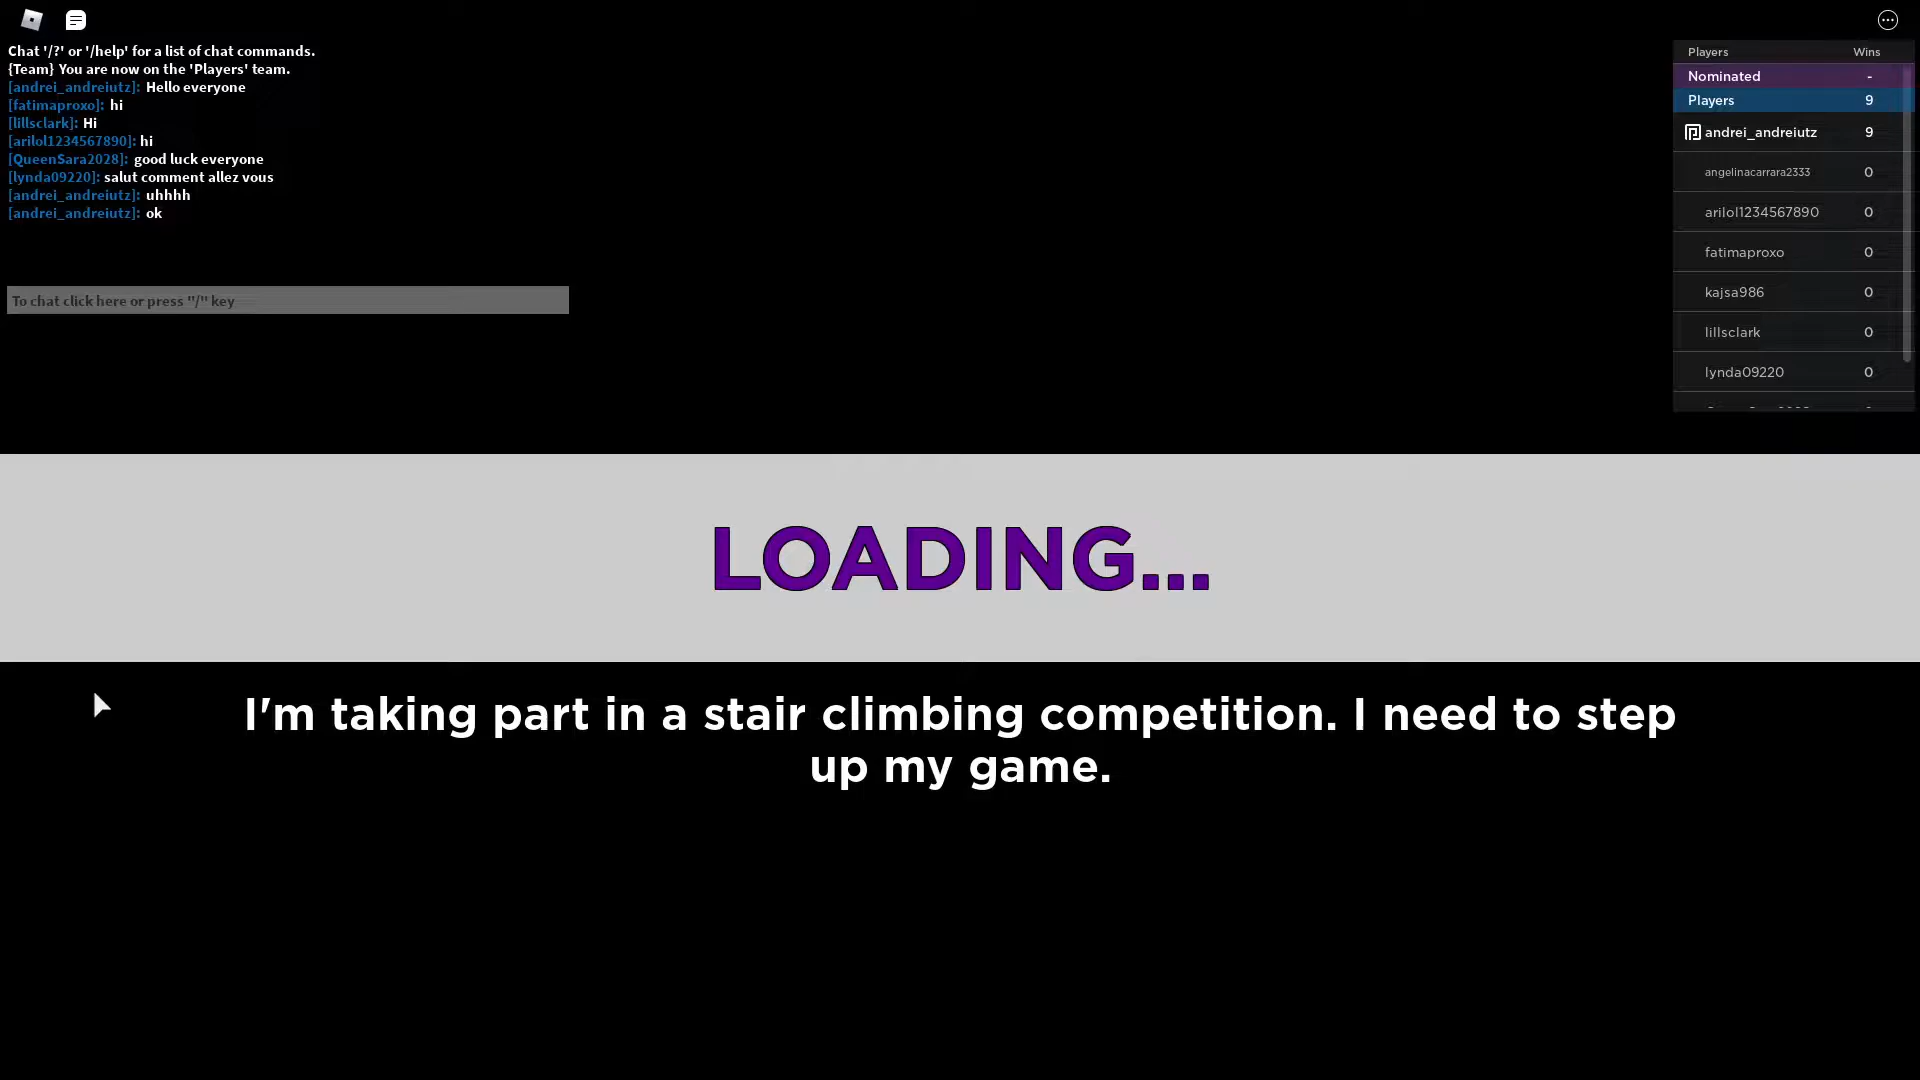 Chat '/?' or '/help' for a list of chat commands.
{Team} You are now on the 'Players' team.
[andrei_andreiutz]: Hello everyone
[fatimaproxo]: hi
[lillsclark]: Hi
[arilol1234567890]: hi
[QueenSara2028]: good luck everyone
[lynda09220]: salut comment allez vous
[andrei_andreiutz]: uhhhh
[andrei_andreiutz]: ok
To chat click here or press "/" key
Players Wins
Nominated -
Players 9
andrei_andreiutz 9
angelinacarrara2333 0
arilol1234567890 0
fatimaproxo 0
kajsa986 0
lillsclark 0
lynda09220 0
LOADING...
I'm taking part in a stair climbing competition. I need to step
up my game.